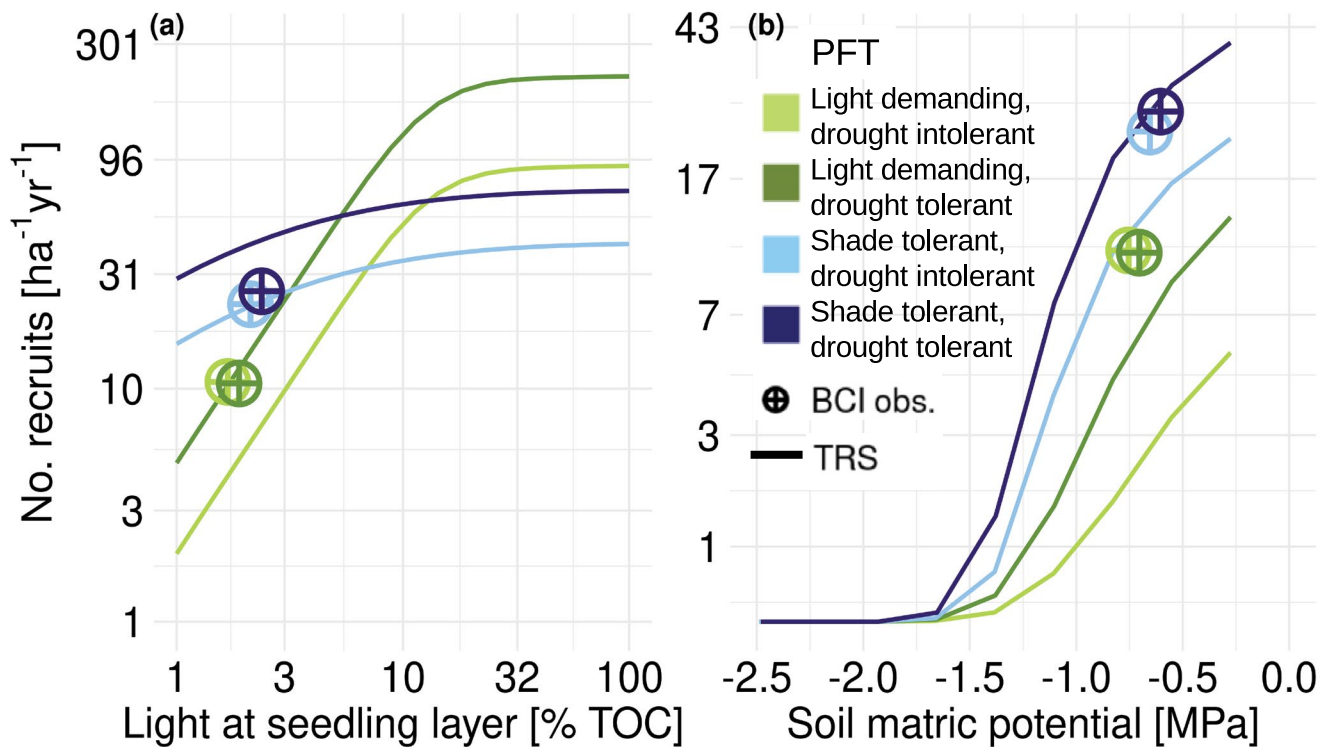 (a)
No. recruits [ha⁻¹yr⁻¹]
301
96
31
10
3
1
1 3 10 32 100
Light at seedling layer [% TOC]
(b)
43
17
7
3
1
PFT
Light demanding,
drought intolerant
Light demanding,
drought tolerant
Shade tolerant,
drought intolerant
Shade tolerant,
drought tolerant
BCI obs.
TRS
-2.5 -2.0 -1.5 -1.0 -0.5 0.0
Soil matric potential [MPa]